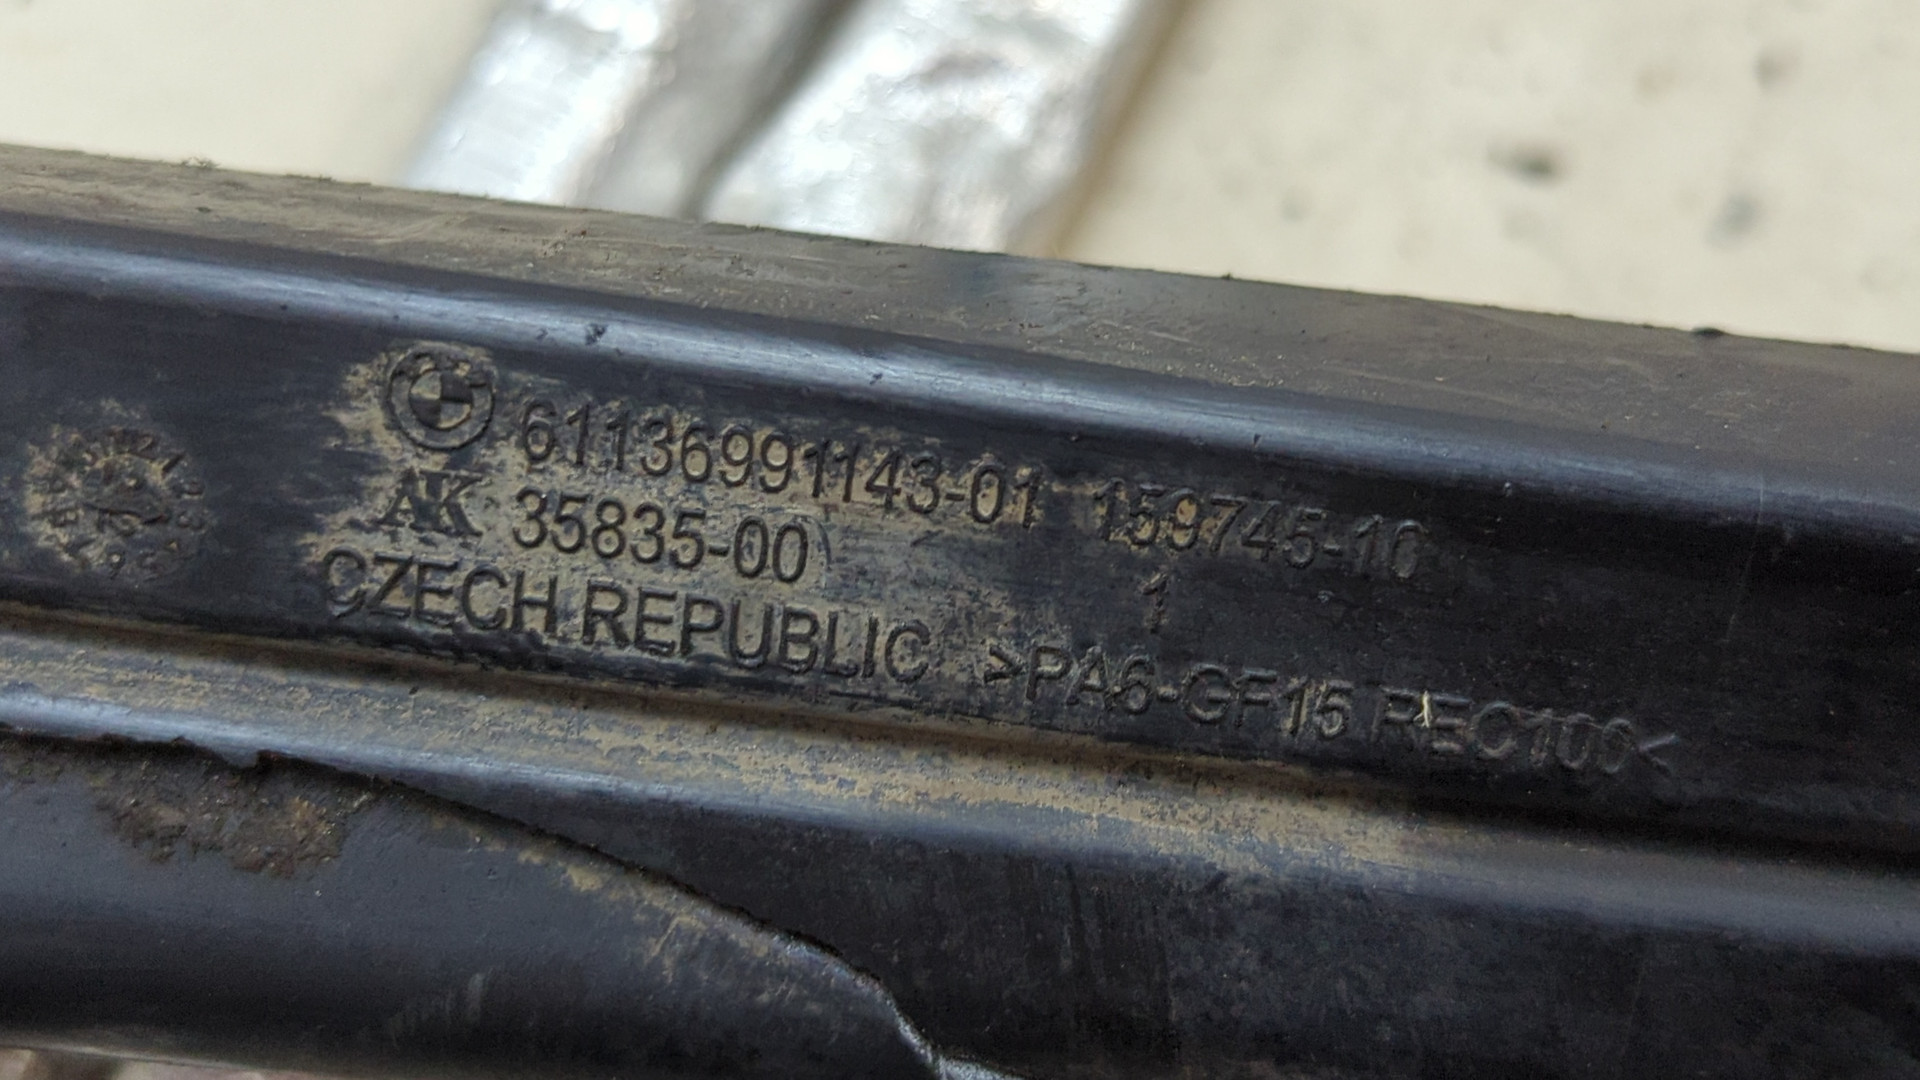 61136991143-01 159745-10
AK 35835-00 1
CZECH REPUBLIC >PA6-GF15 REC100<